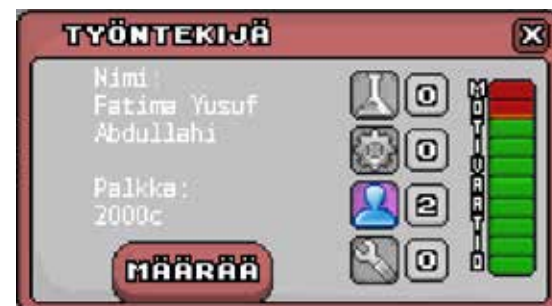 TYÖNTEKIJÄ
X
Nimi:
Fatima Yusuf
Abdullahi
Palkka:
2000c
MÄÄRÄÄ
0
0
2
0
MOTIVAATIO